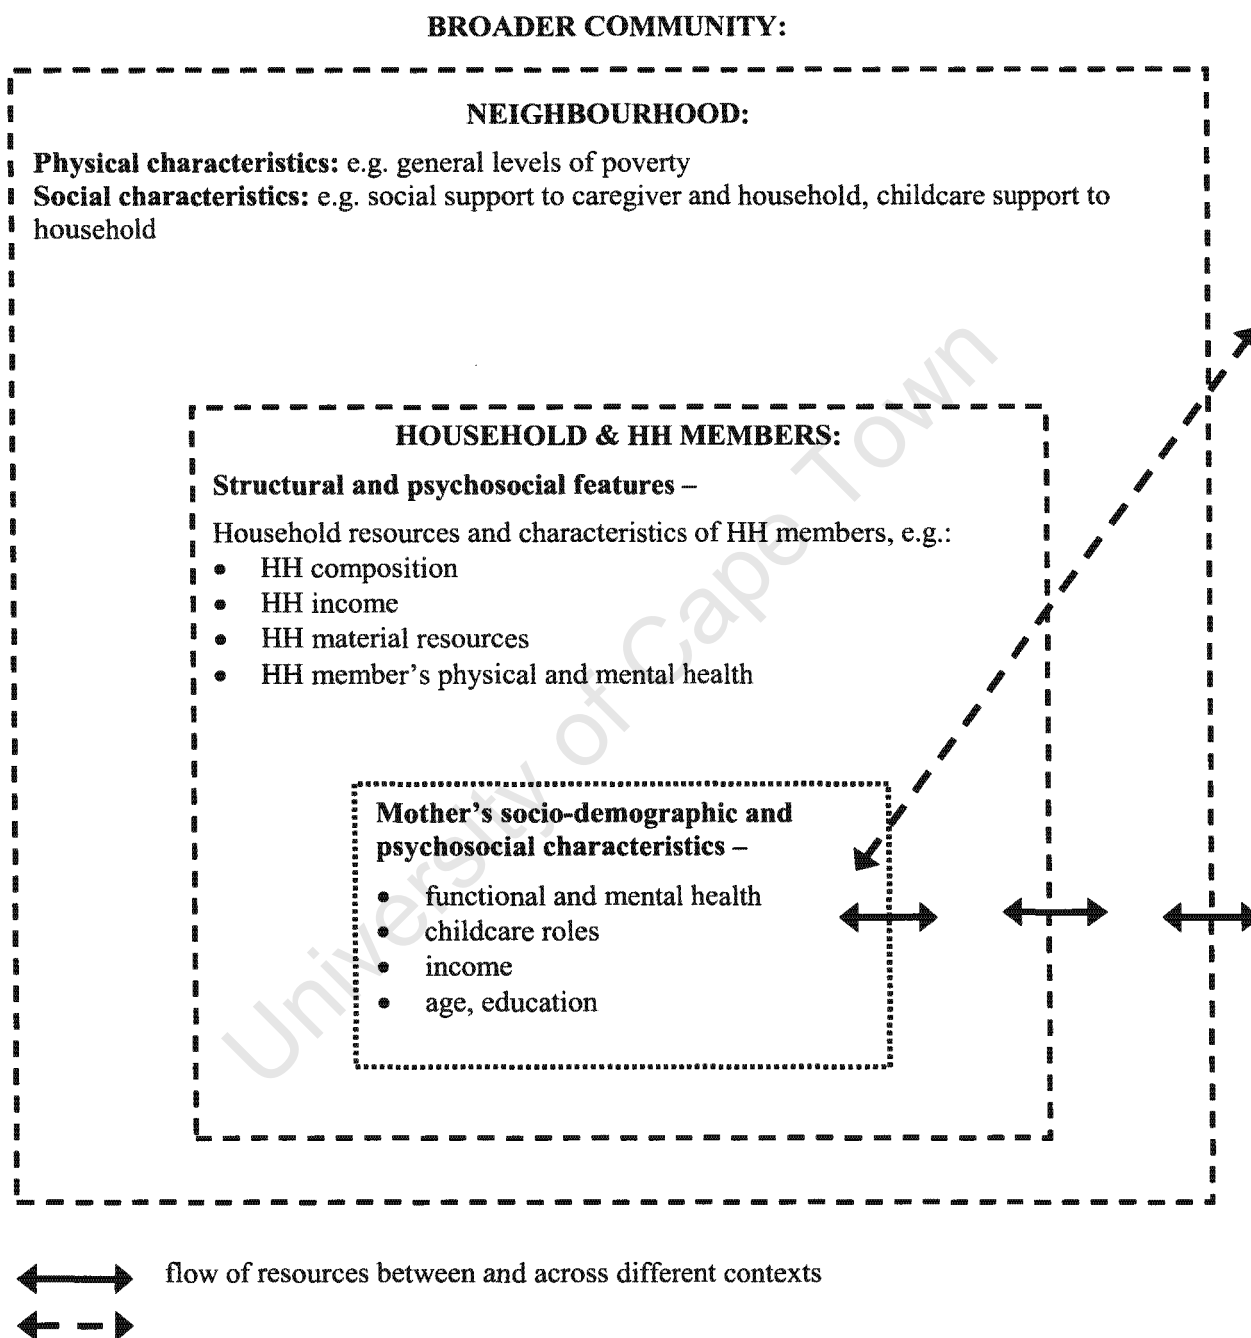 BROADER COMMUNITY:
NEIGHBOURHOOD:
Physical characteristics: e.g. general levels of poverty
Social characteristics: e.g. social support to caregiver and household, childcare support to
household
HOUSEHOLD & HH MEMBERS:
Structural and psychosocial features –
Household resources and characteristics of HH members, e.g.:
• HH composition
• HH income
• HH material resources
• HH member's physical and mental health
Mother's socio-demographic and
psychosocial characteristics –
• functional and mental health
• childcare roles
• income
• age, education
flow of resources between and across different contexts
University of Cape Town